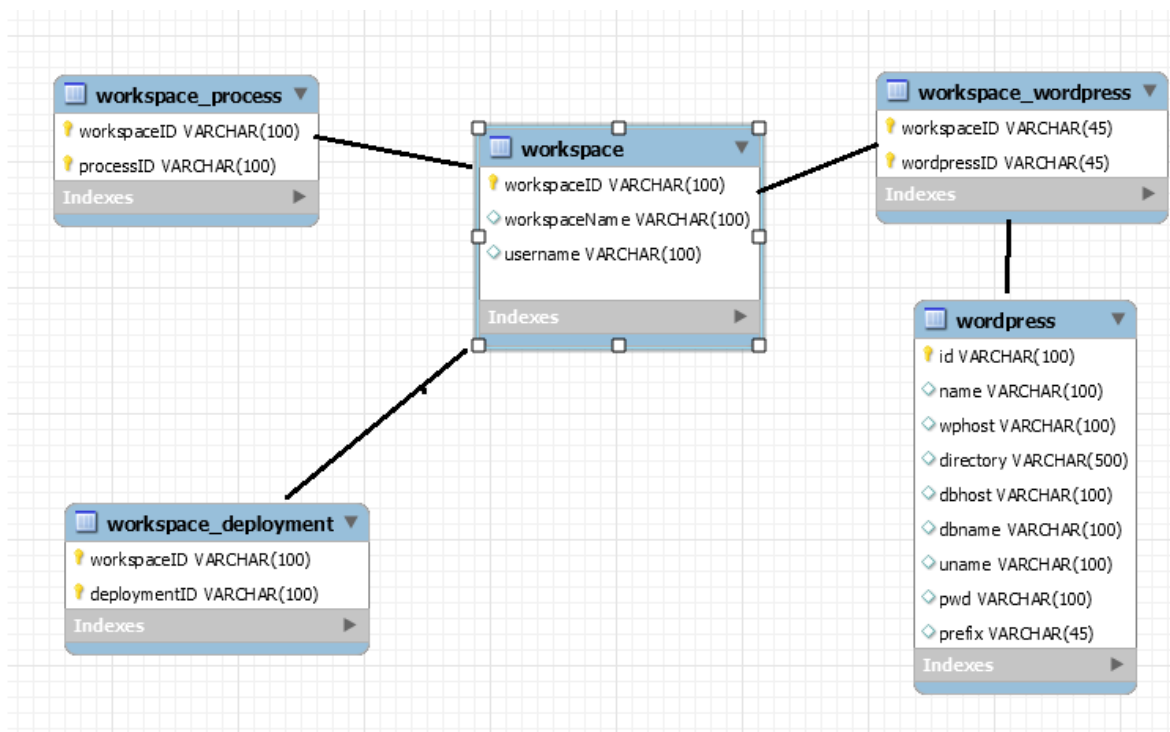 workspace_process
workspaceID VARCHAR(100)
processID VARCHAR(100)
Indexes
workspace
workspaceID VARCHAR(100)
workspaceName VARCHAR(100)
username VARCHAR(100)
Indexes
workspace_wordpress
workspaceID VARCHAR(45)
wordpressID VARCHAR(45)
Indexes
wordpress
id VARCHAR(100)
name VARCHAR(100)
wphost VARCHAR(100)
directory VARCHAR(500)
dbhost VARCHAR(100)
dbname VARCHAR(100)
uname VARCHAR(100)
pwd VARCHAR(100)
prefix VARCHAR(45)
Indexes
workspace_deployment
workspaceID VARCHAR(100)
deploymentID VARCHAR(100)
Indexes